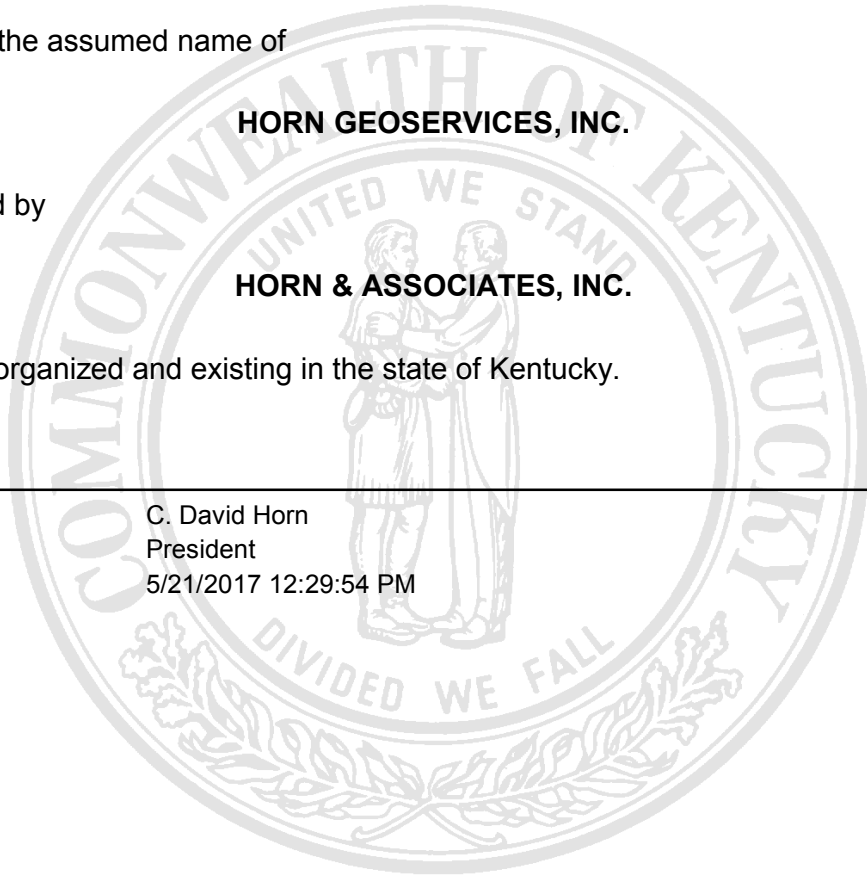 the assumed name of
HORN GEOSERVICES, INC.
d by
HORN & ASSOCIATES, INC.
organized and existing in the state of Kentucky.
C. David Horn
President
5/21/2017 12:29:54 PM
COMMONWEALTH OF KENTUCKY
UNITED WE STAND
DIVIDED WE FALL